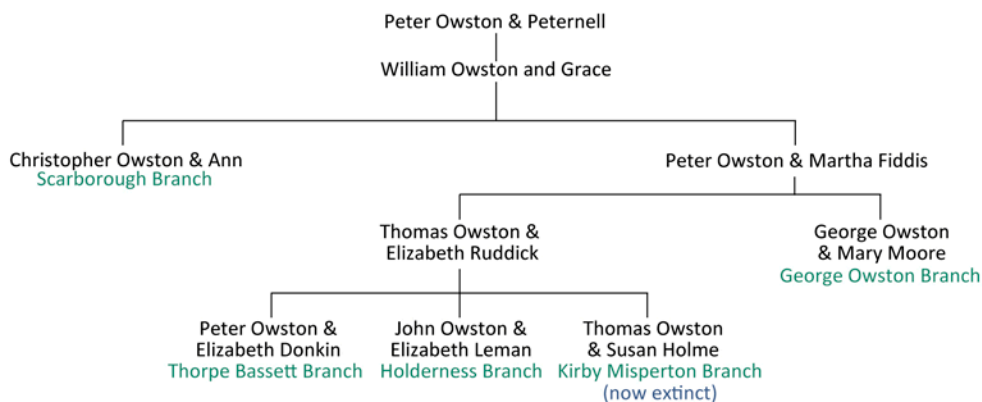 Peter Owston & Peternell
William Owston and Grace
Christopher Owston & Ann
Scarborough Branch
Peter Owston & Martha Fiddis
Thomas Owston &
Elizabeth Ruddick
George Owston
& Mary Moore
George Owston Branch
Peter Owston &
Elizabeth Donkin
Thorpe Bassett Branch
John Owston &
Elizabeth Leman
Holderness Branch
Thomas Owston
& Susan Holme
Kirby Misperton Branch
(now extinct)